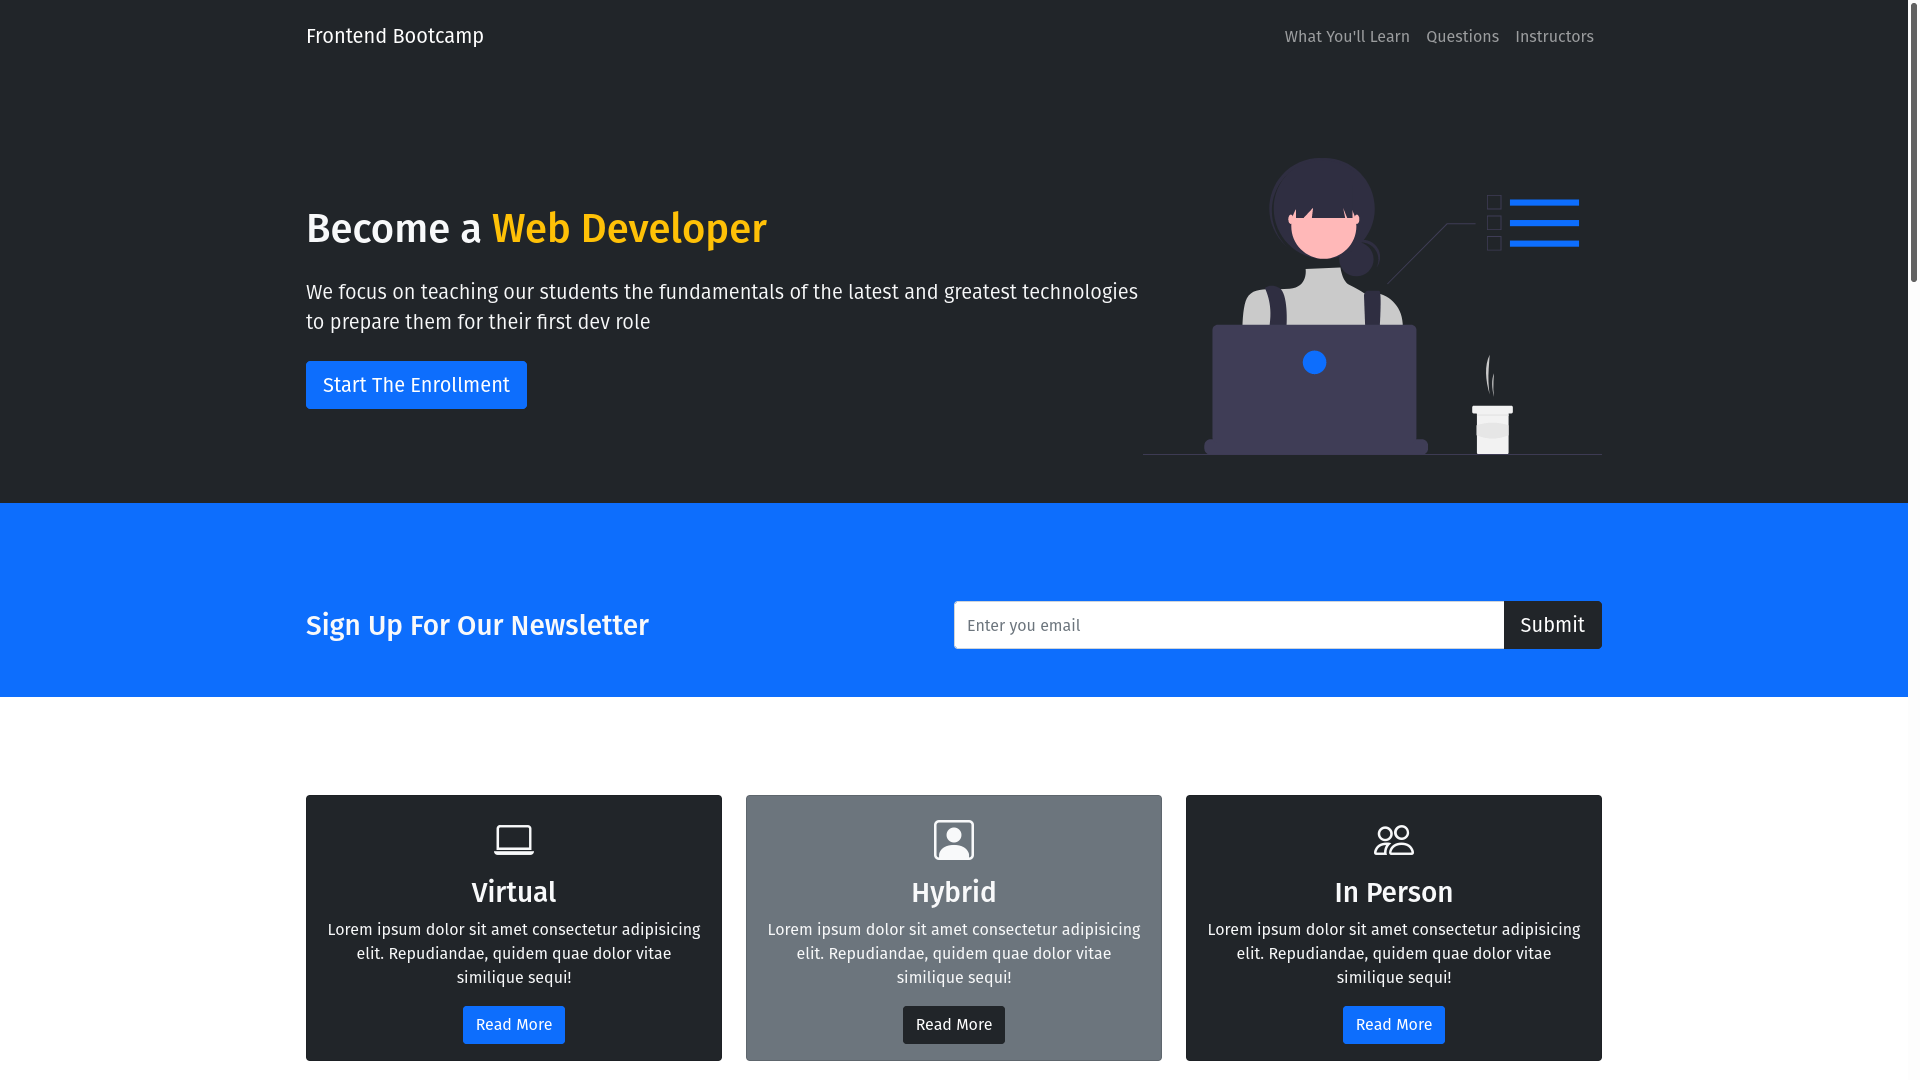 Frontend Bootcamp
What You'll Learn Questions Instructors
Become a Web Developer
We focus on teaching our students the fundamentals of the latest and greatest technologies
to prepare them for their first dev role
Start The Enrollment
Sign Up For Our Newsletter
Enter you email
Submit
Virtual
Lorem ipsum dolor sit amet consectetur adipisicing
elit. Repudiandae, quidem quae dolor vitae
similique sequi!
Read More
Hybrid
Lorem ipsum dolor sit amet consectetur adipisicing
elit. Repudiandae, quidem quae dolor vitae
similique sequi!
Read More
In Person
Lorem ipsum dolor sit amet consectetur adipisicing
elit. Repudiandae, quidem quae dolor vitae
similique sequi!
Read More